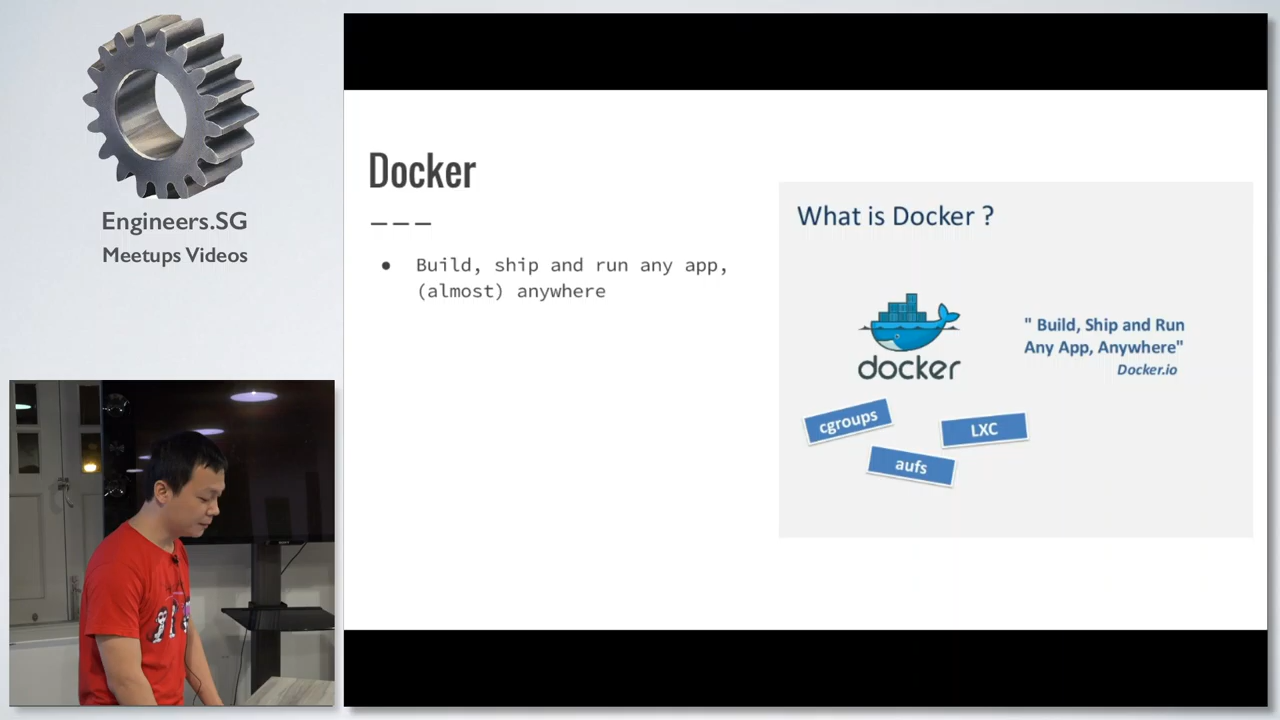 Engineers.SG
Meetups Videos
Docker
● Build, ship and run any app,
(almost) anywhere
What is Docker ?
docker
" Build, Ship and Run
Any App, Anywhere"
Docker.io
cgroups
LXC
aufs